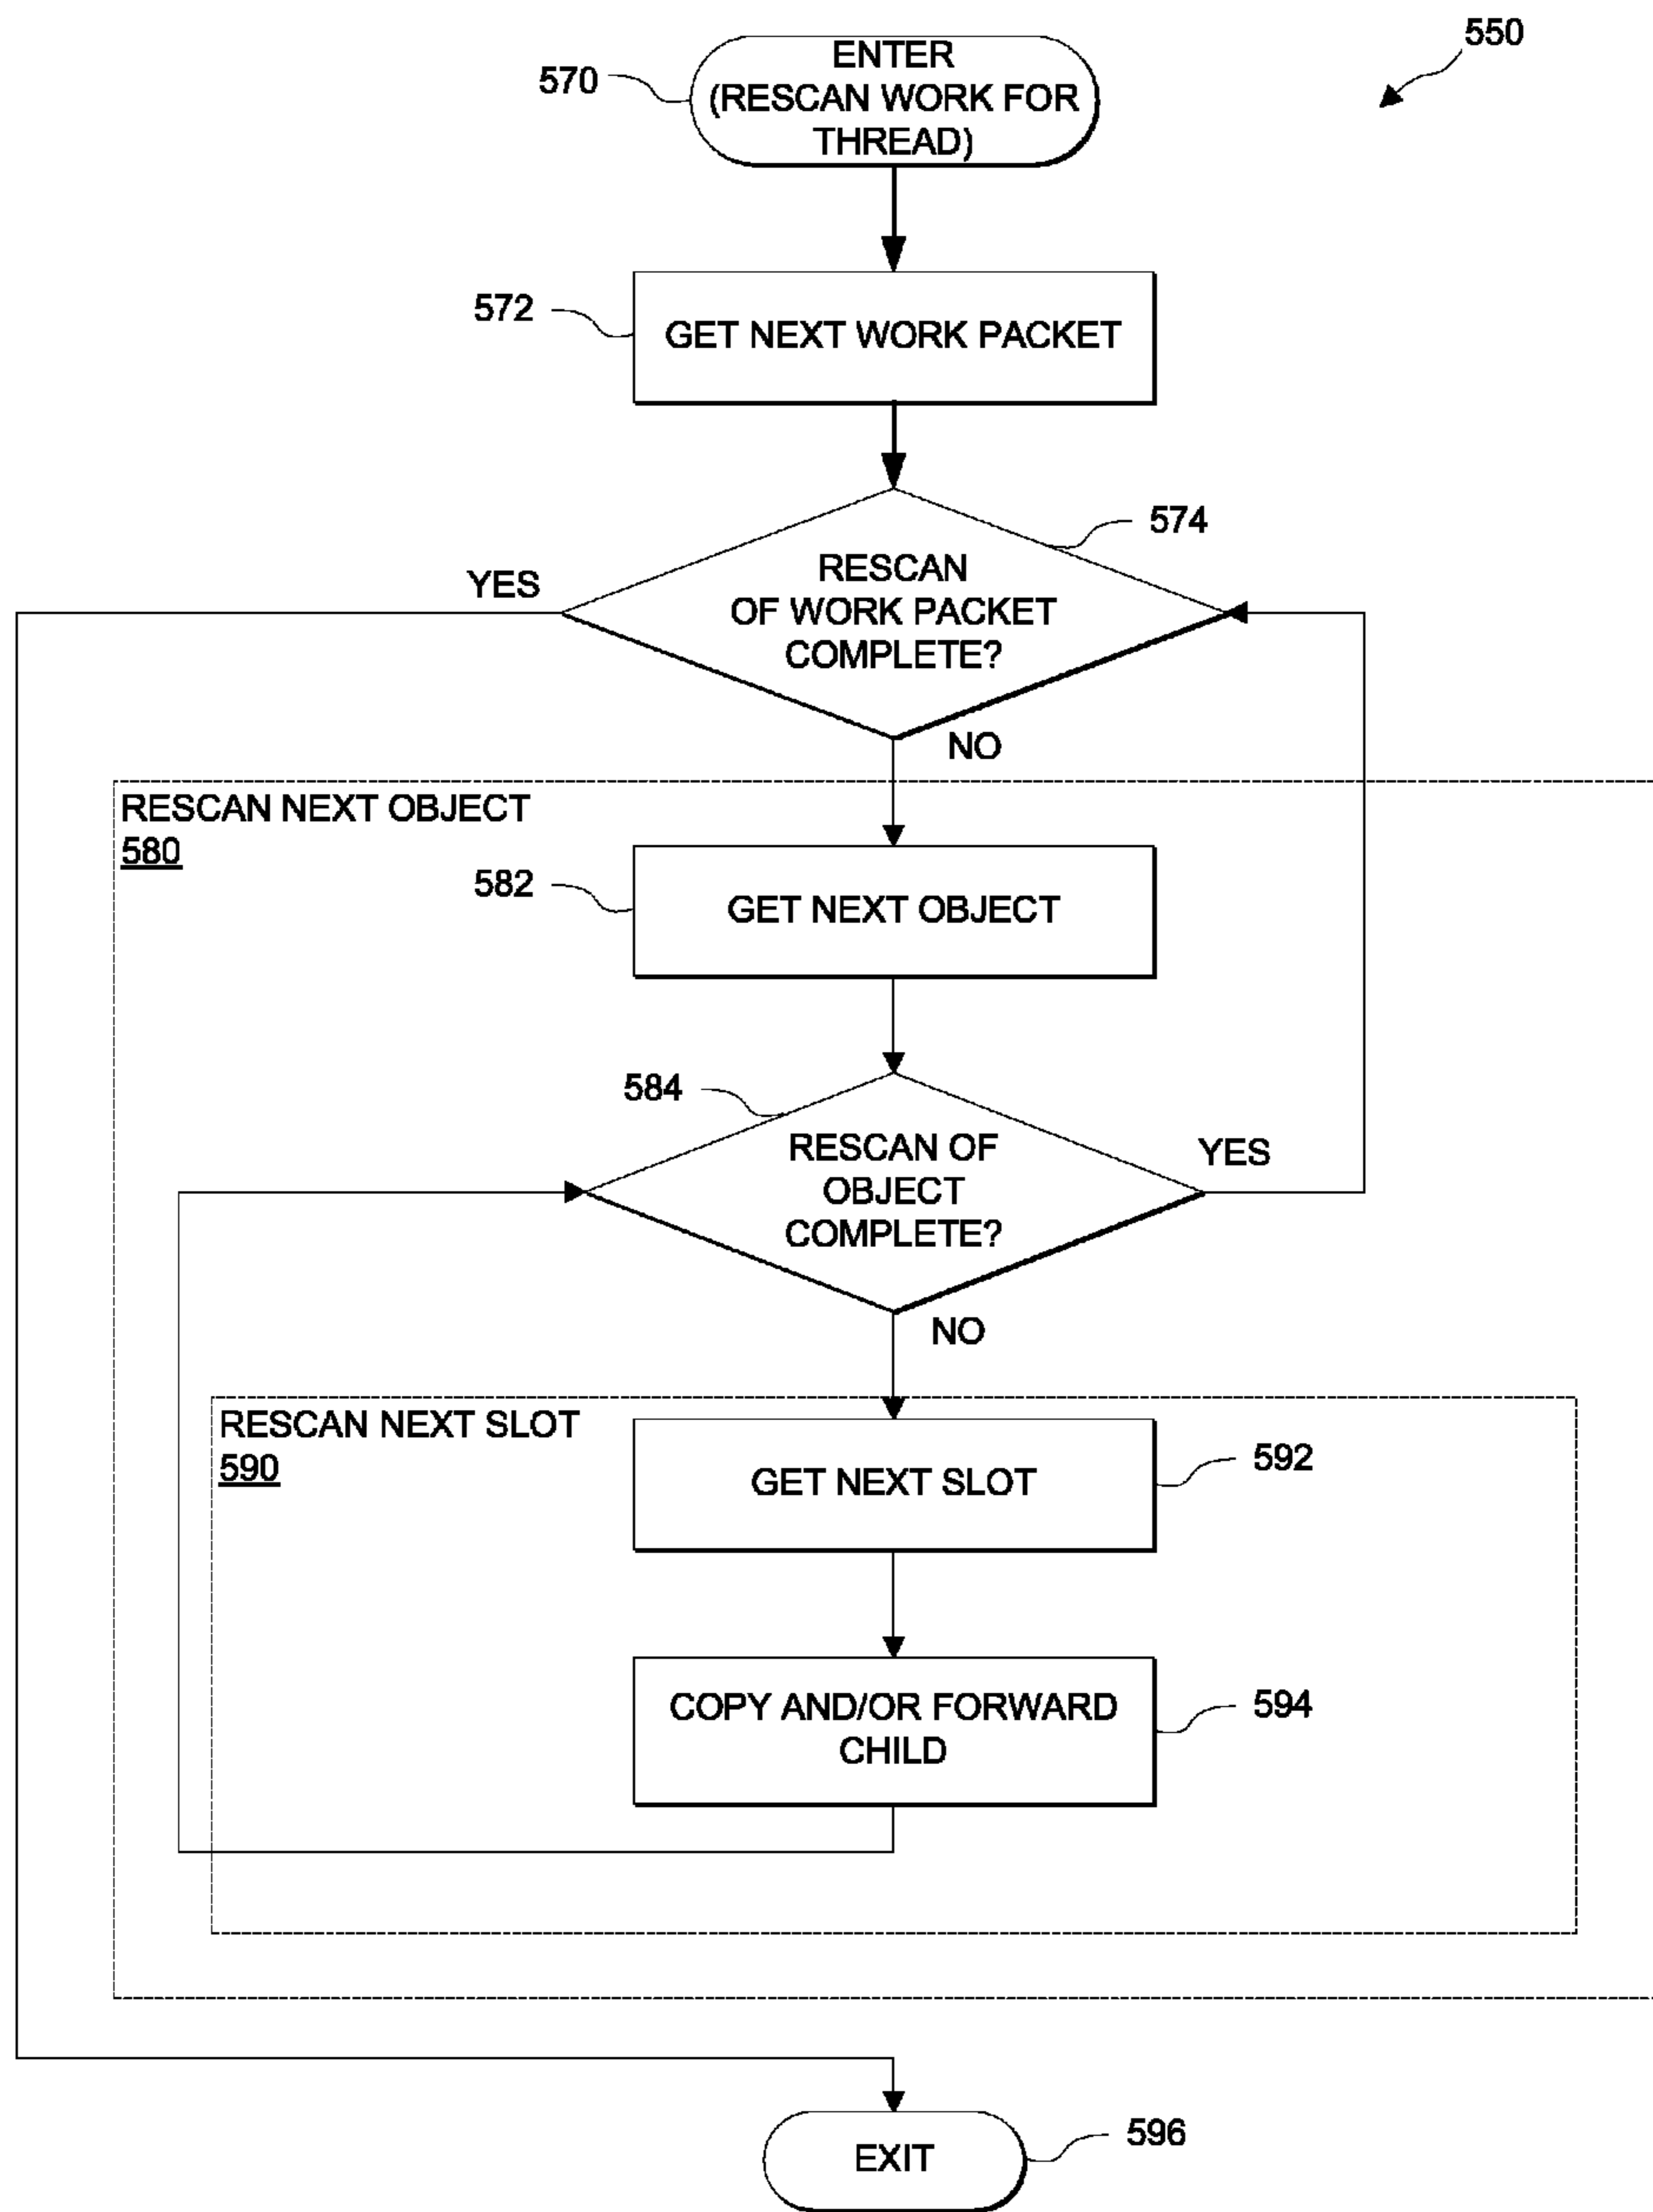 550
570
ENTER
(RESCAN WORK FOR
THREAD)
572
GET NEXT WORK PACKET
574
YES
RESCAN
OF WORK PACKET
COMPLETE?
NO
RESCAN NEXT OBJECT
580
582
GET NEXT OBJECT
584
RESCAN OF
OBJECT
COMPLETE?
YES
NO
RESCAN NEXT SLOT
590
GET NEXT SLOT
592
COPY AND/OR FORWARD
CHILD
594
EXIT
596